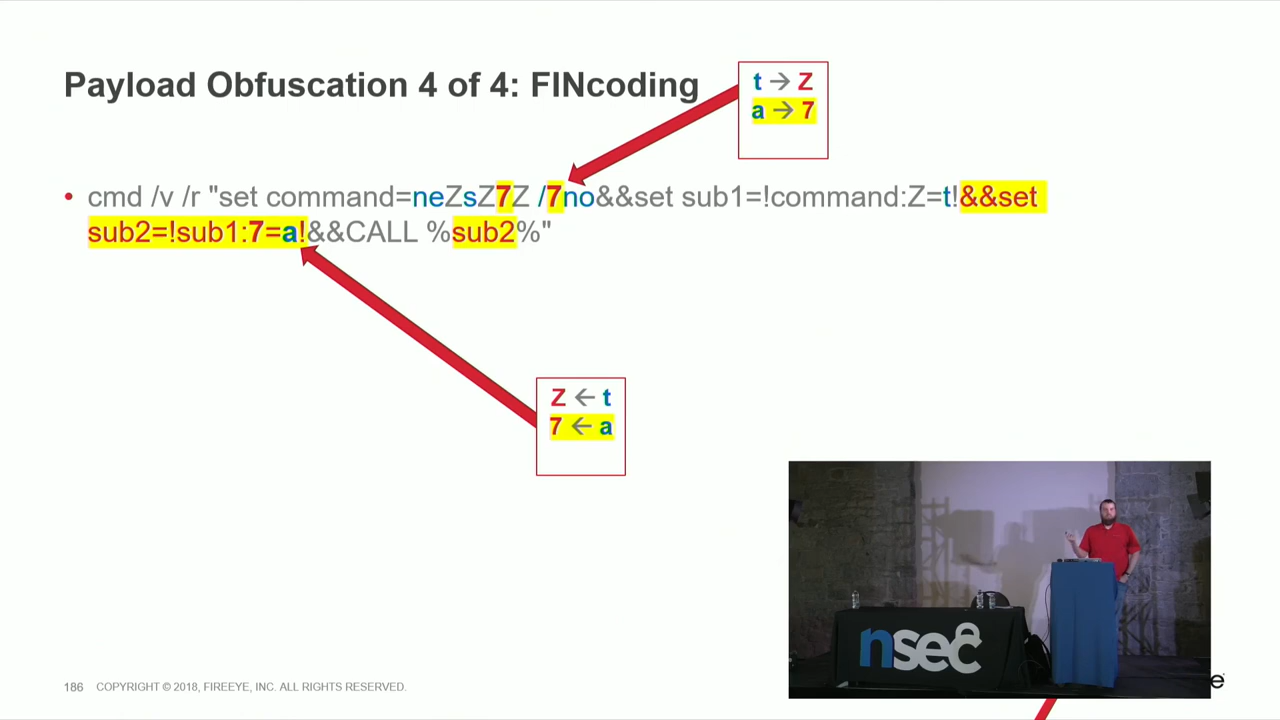 Payload Obfuscation 4 of 4: FINcoding
t → Z
a → 7
• cmd /v /r "set command=neZsZ7Z /7no&&set sub1=!command:Z=t!&&set
sub2=!sub1:7=a!&&CALL %sub2%"
Z ← t
7 ← a
nsec
186 COPYRIGHT © 2018, FIREEYE, INC. ALL RIGHTS RESERVED.